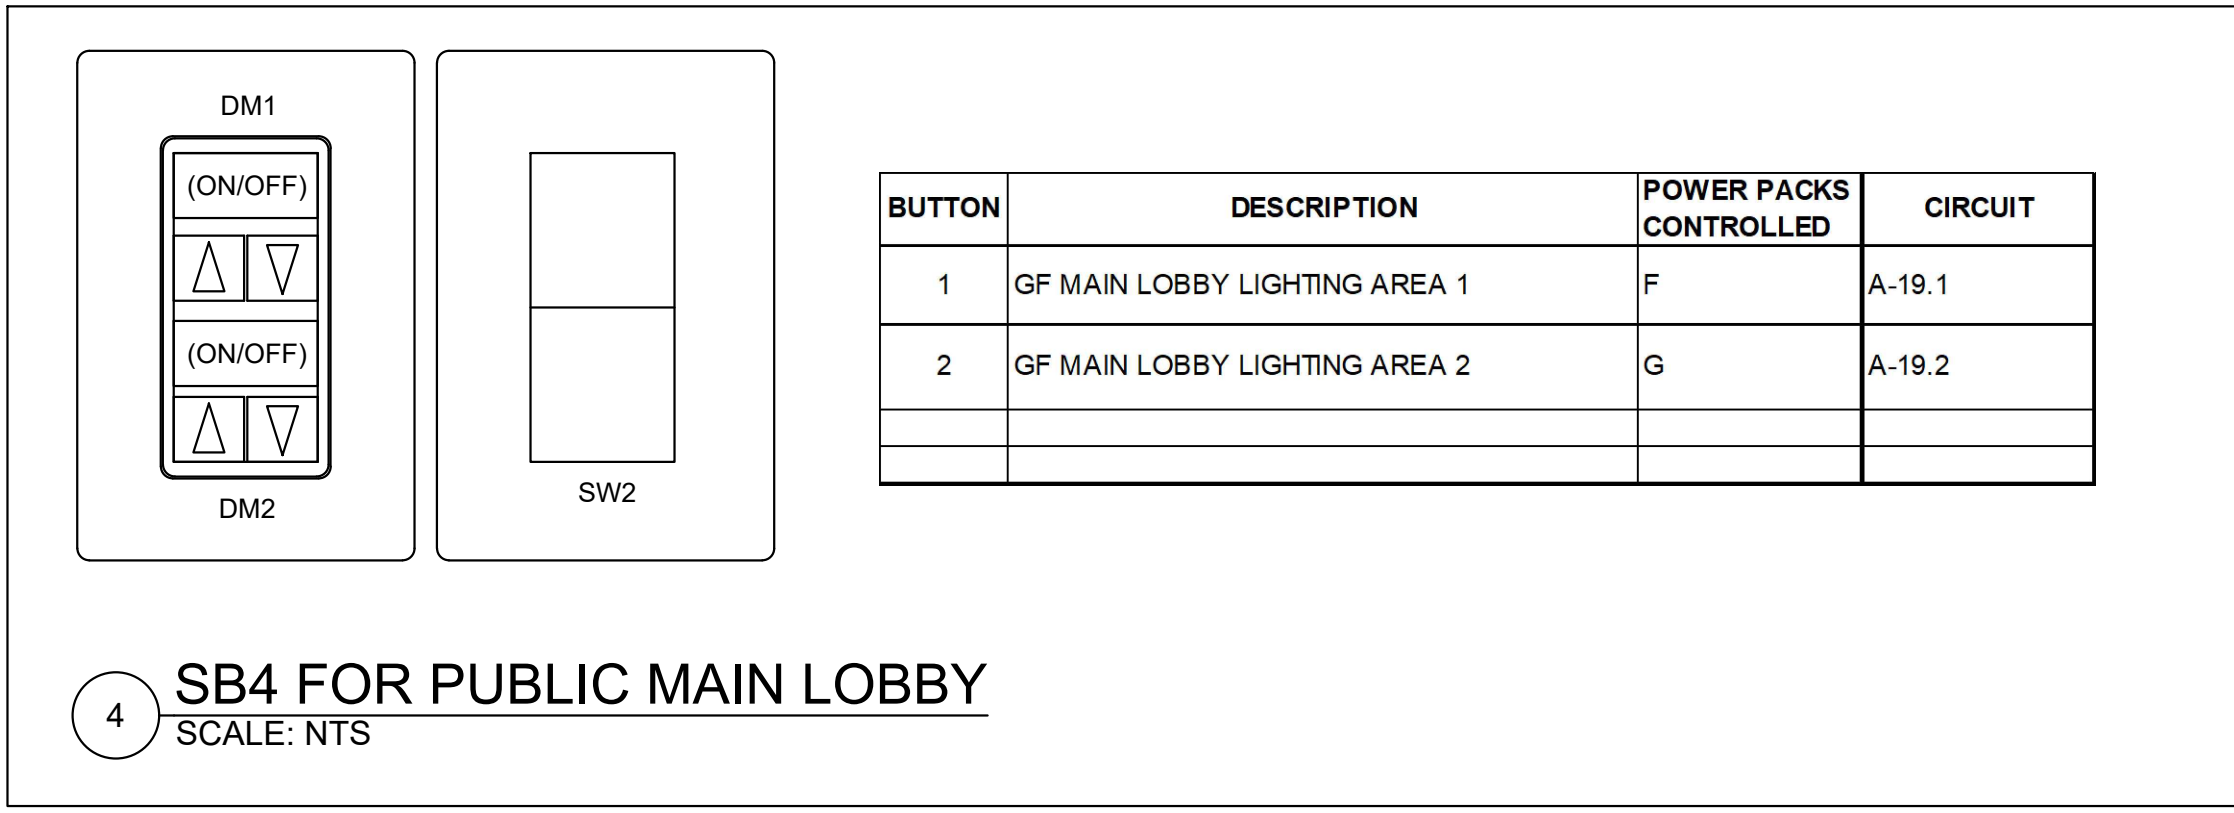 DM1
(ON/OFF)
(ON/OFF)
DM2
SW2
BUTTON DESCRIPTION POWER PACKS CONTROLLED CIRCUIT
1 GF MAIN LOBBY LIGHTING AREA 1 F A-19.1
2 GF MAIN LOBBY LIGHTING AREA 2 G A-19.2
4
SB4 FOR PUBLIC MAIN LOBBY
SCALE: NTS